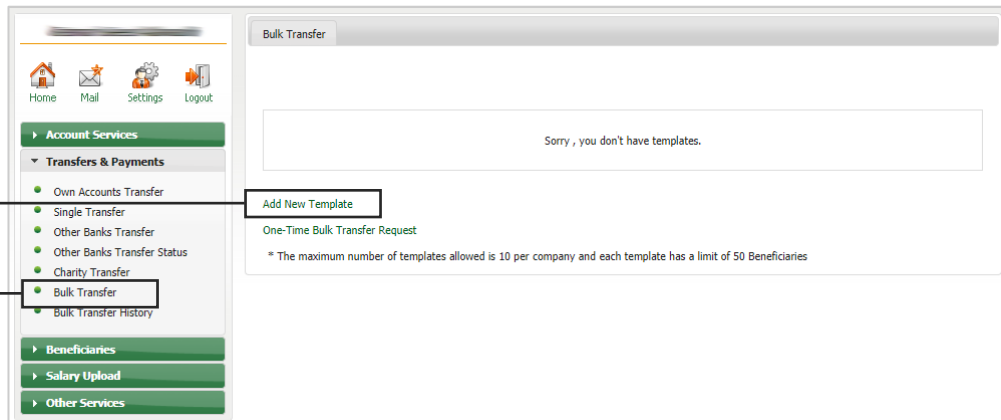 Home Mail Settings Logout
Account Services
Transfers & Payments
Own Accounts Transfer
Single Transfer
Other Banks Transfer
Other Banks Transfer Status
Charity Transfer
Bulk Transfer
Bulk Transfer History
Beneficiaries
Salary Upload
Other Services
Bulk Transfer
Sorry , you don't have templates.
Add New Template
One-Time Bulk Transfer Request
* The maximum number of templates allowed is 10 per company and each template has a limit of 50 Beneficiaries